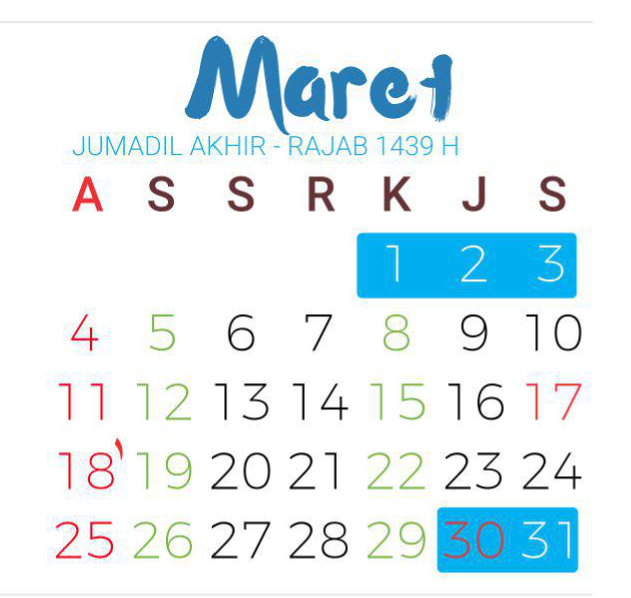 Maret
JUMADIL AKHIR - RAJAB 1439 H
A S S R K J S
1 2 3
4 5 6 7 8 9 10
11 12 13 14 15 16 17
18 19 20 21 22 23 24
25 26 27 28 29 30 31